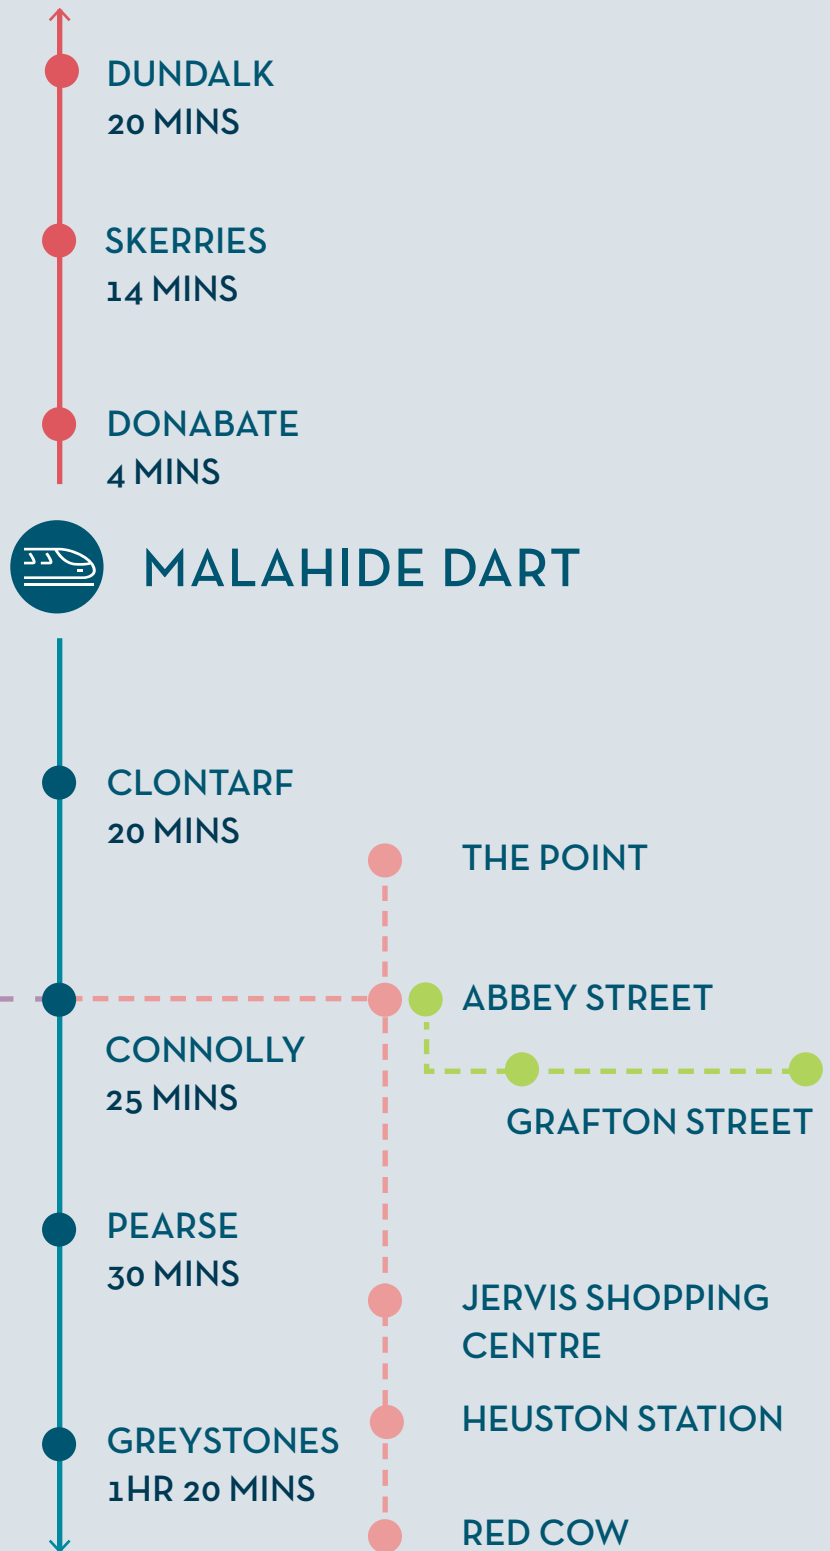 DUNDALK
20 MINS
SKERRIES
14 MINS
DONABATE
4 MINS
MALAHIDE DART
CLONTARF
20 MINS
THE POINT
ABBEY STREET
CONNOLLY
25 MINS
GRAFTON STREET
PEARSE
30 MINS
JERVIS SHOPPING
CENTRE
HEUSTON STATION
GREYSTONES
1HR 20 MINS
RED COW